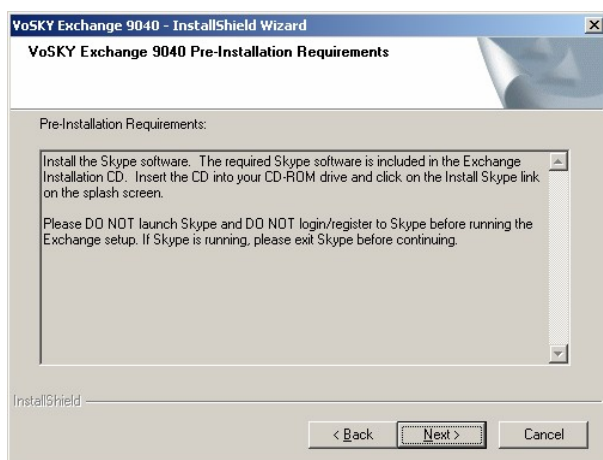 VoSKY Exchange 9040 - InstallShield Wizard
VoSKY Exchange 9040 Pre-Installation Requirements
Pre-Installation Requirements:
Install the Skype software.  The required Skype software is included in the Exchange
Installation CD.  Insert the CD into your CD-ROM drive and click on the Install Skype link
on the splash screen.
Please DO NOT launch Skype and DO NOT login/register to Skype before running the
Exchange setup. If Skype is running, please exit Skype before continuing.
InstallShield
< Back
Next >
Cancel